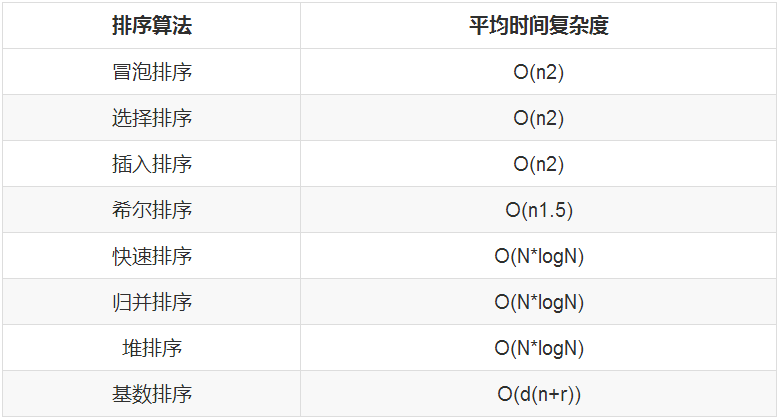 排序算法 平均时间复杂度
冒泡排序 O(n2)
选择排序 O(n2)
插入排序 O(n2)
希尔排序 O(n1.5)
快速排序 O(N*logN)
归并排序 O(N*logN)
堆排序 O(N*logN)
基数排序 O(d(n+r))